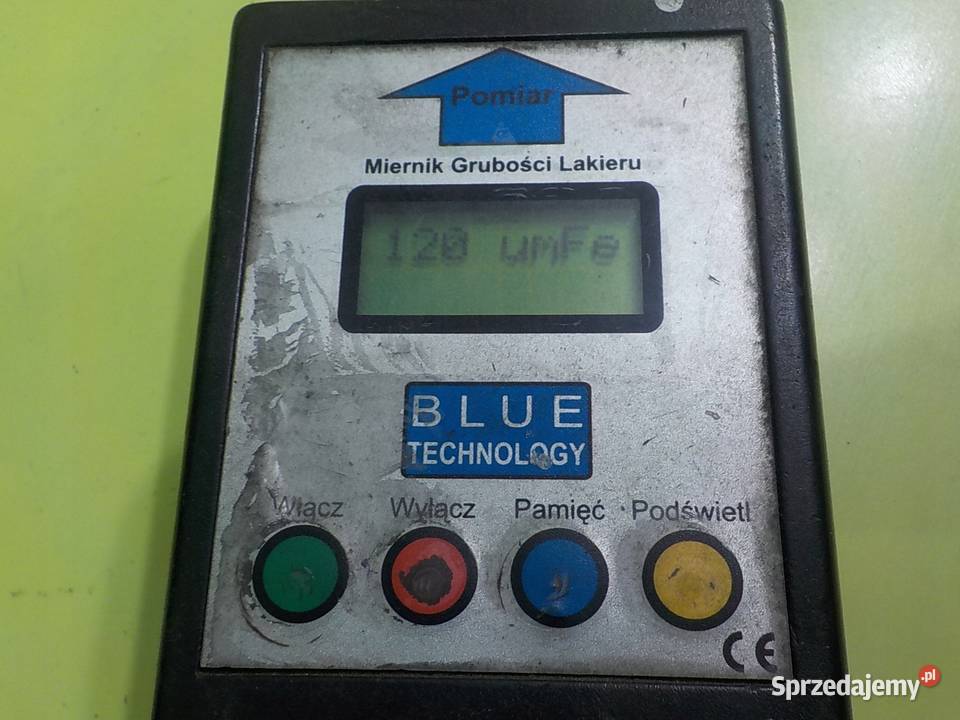 Pomiar
Miernik Grubości Lakieru
120 umFe
BLUE
TECHNOLOGY
Włącz Wyłącz Pamięć Podświetl
CE
Sprzedajemy.pl